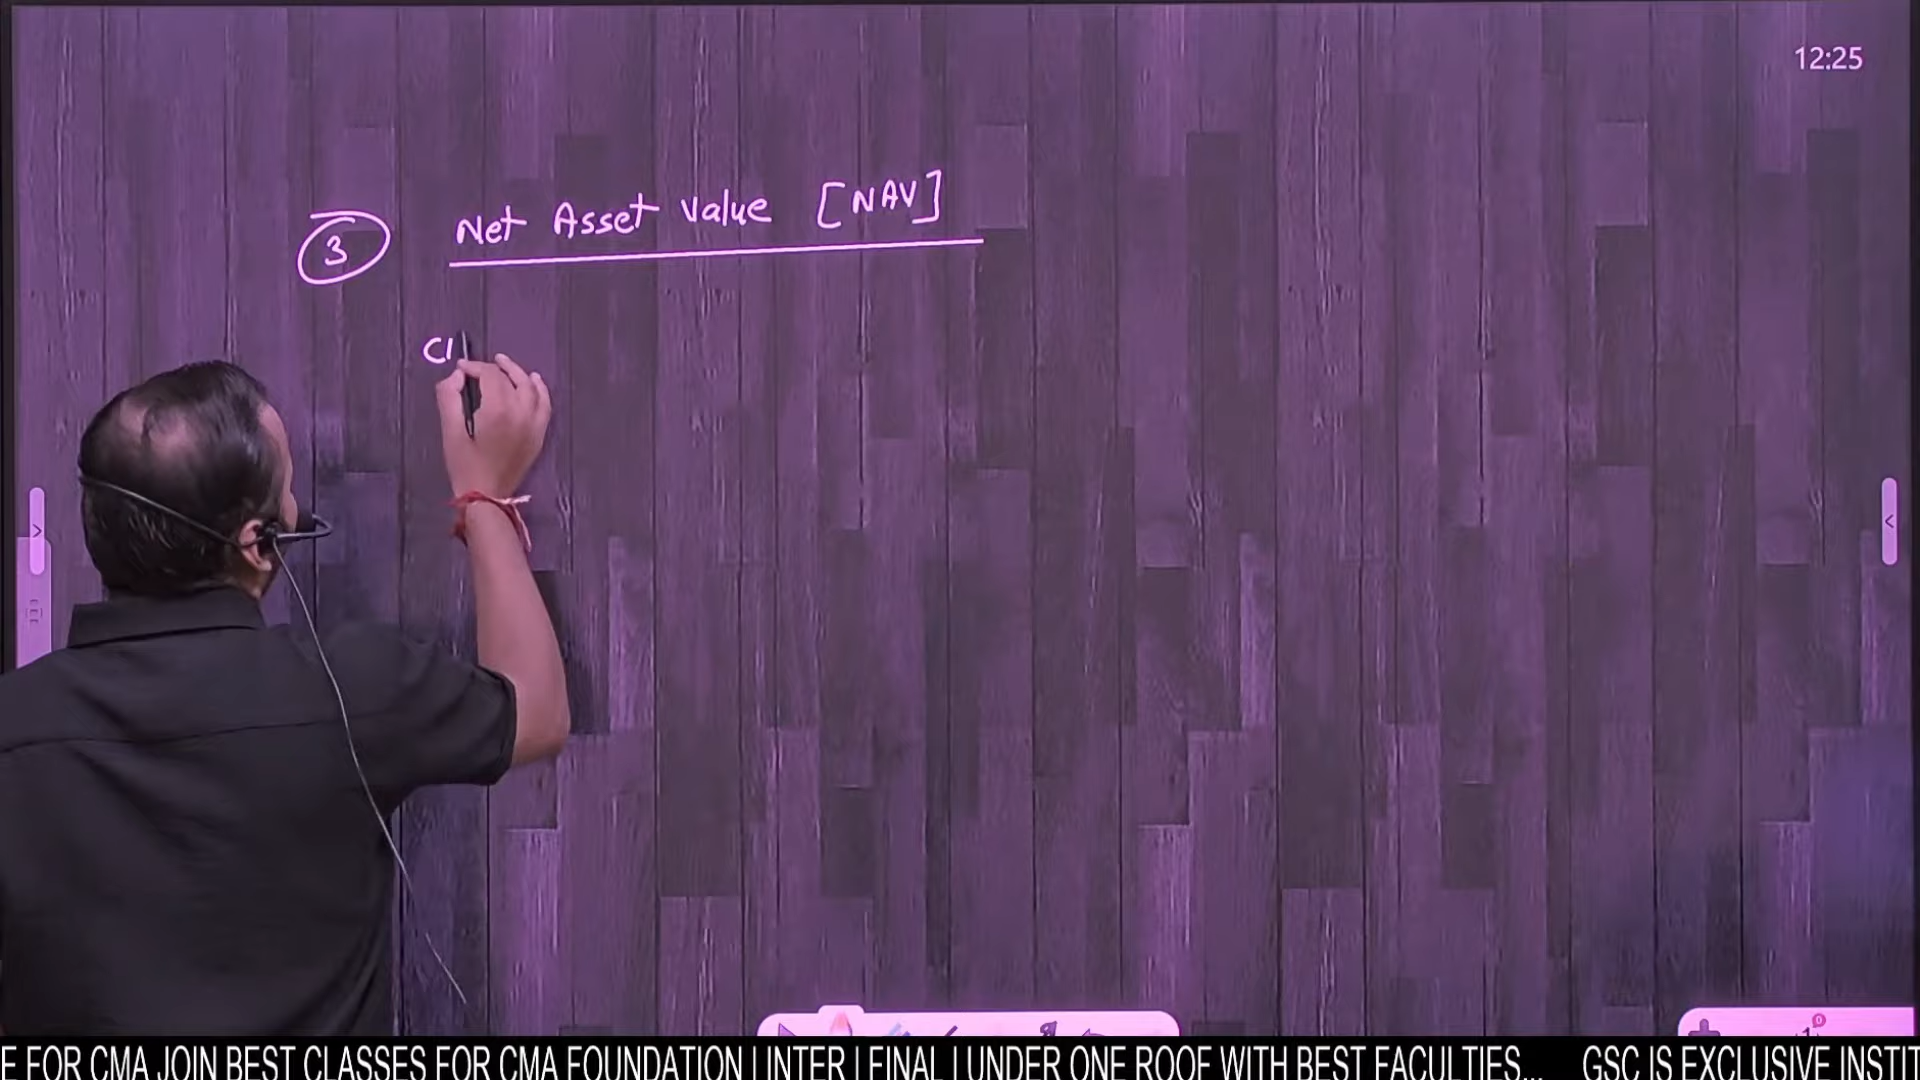 12:25
3 Net Asset Value [NAV]
Cl
E FOR CMA JOIN BEST CLASSES FOR CMA FOUNDATION | INTER | FINAL | UNDER ONE ROOF WITH BEST FACULTIES... GSC IS EXCLUSIVE INSTIT